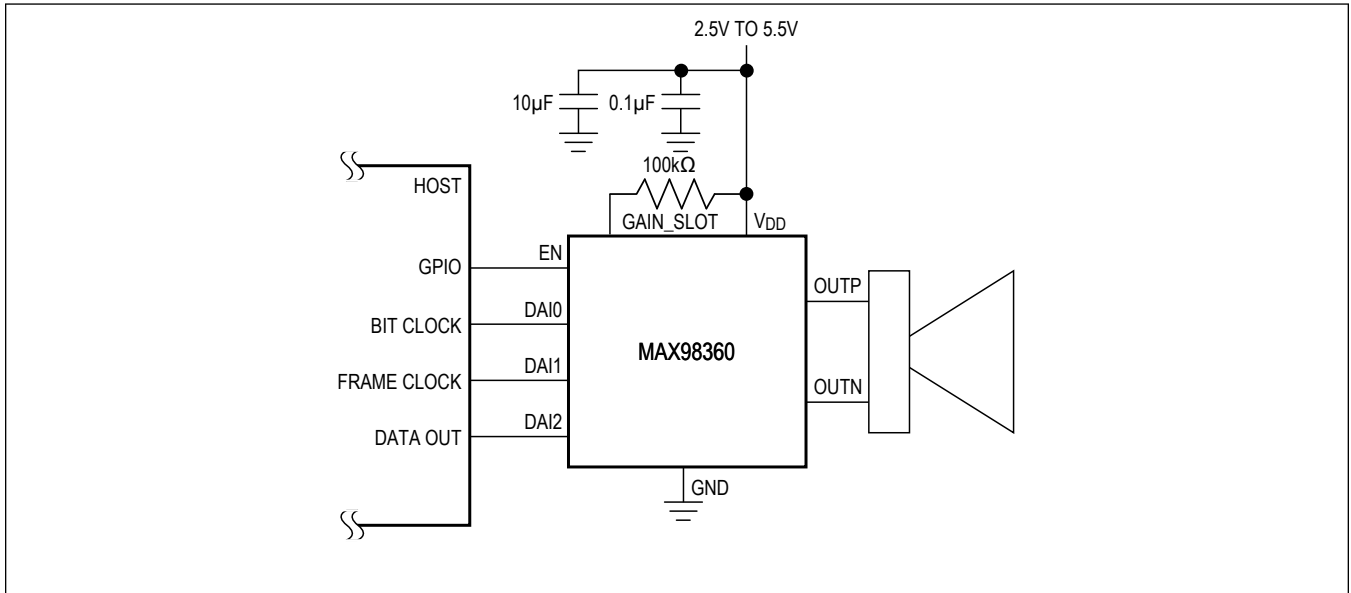 2.5V TO 5.5V
10µF
0.1µF
100kΩ
HOST
GAIN_SLOT
VDD
GPIO
EN
OUTP
BIT CLOCK
DAI0
MAX98360
FRAME CLOCK
DAI1
OUTN
DATA OUT
DAI2
GND